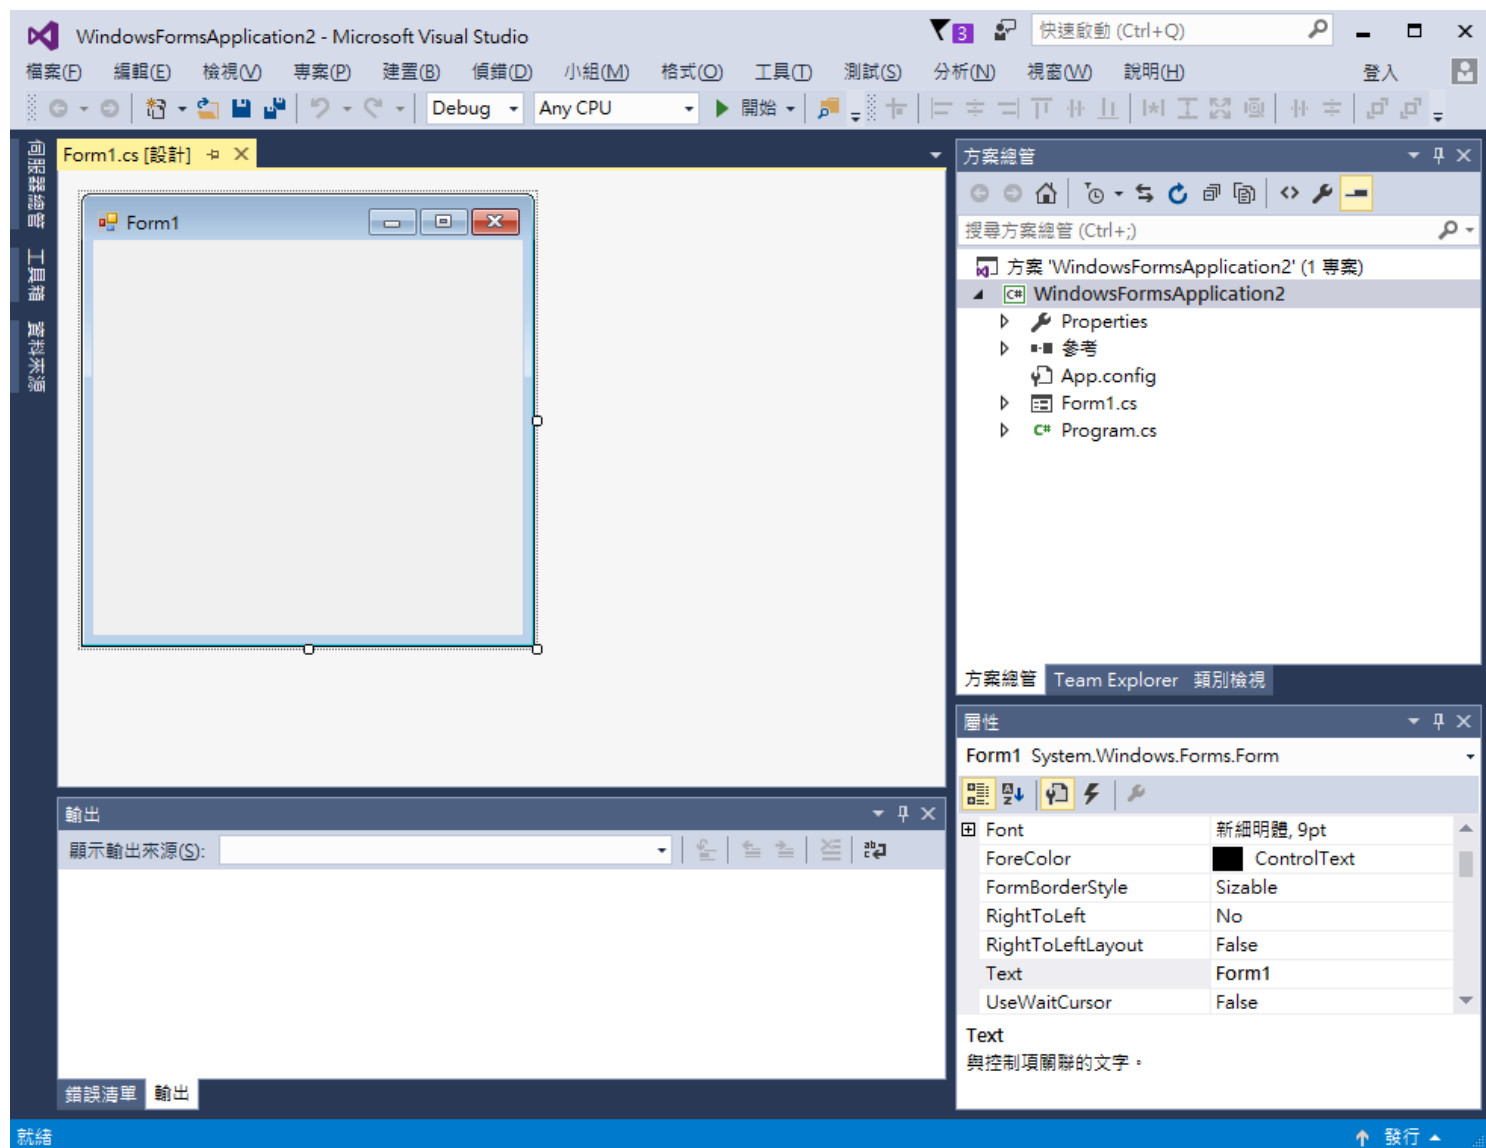 WindowsFormsApplication2 - Microsoft Visual Studio
3
快速啟動 (Ctrl+Q)
檔案(F) 編輯(E) 檢視(V) 專案(P) 建置(B) 偵錯(D) 小組(M) 格式(O) 工具(T) 測試(S) 分析(N) 視窗(W) 說明(H) 登入
Debug Any CPU 開始
伺服器總管
工具箱
資料來源
Form1.cs [設計]
Form1
方案總管
搜尋方案總管 (Ctrl+;)
方案 'WindowsFormsApplication2' (1 專案)
C# WindowsFormsApplication2
Properties
參考
App.config
Form1.cs
C# Program.cs
方案總管 Team Explorer 類別檢視
屬性
Form1 System.Windows.Forms.Form
Font 新細明體, 9pt
ForeColor ControlText
FormBorderStyle Sizable
RightToLeft No
RightToLeftLayout False
Text Form1
UseWaitCursor False
Text
與控制項關聯的文字。
輸出
顯示輸出來源(S):
錯誤清單 輸出
就緒
發行